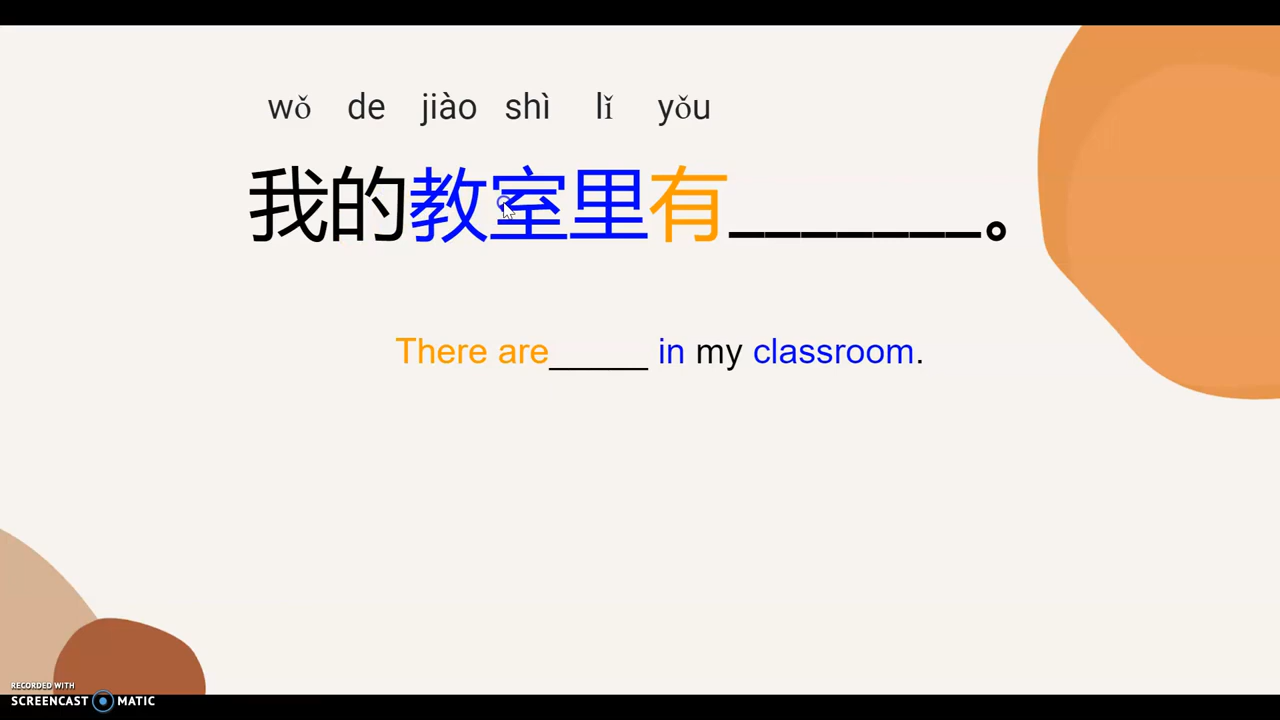 wǒ de jiào shì lǐ yǒu
我的教室里有_______。
There are_____ in my classroom.
RECORDED WITH
SCREENCAST MATIC